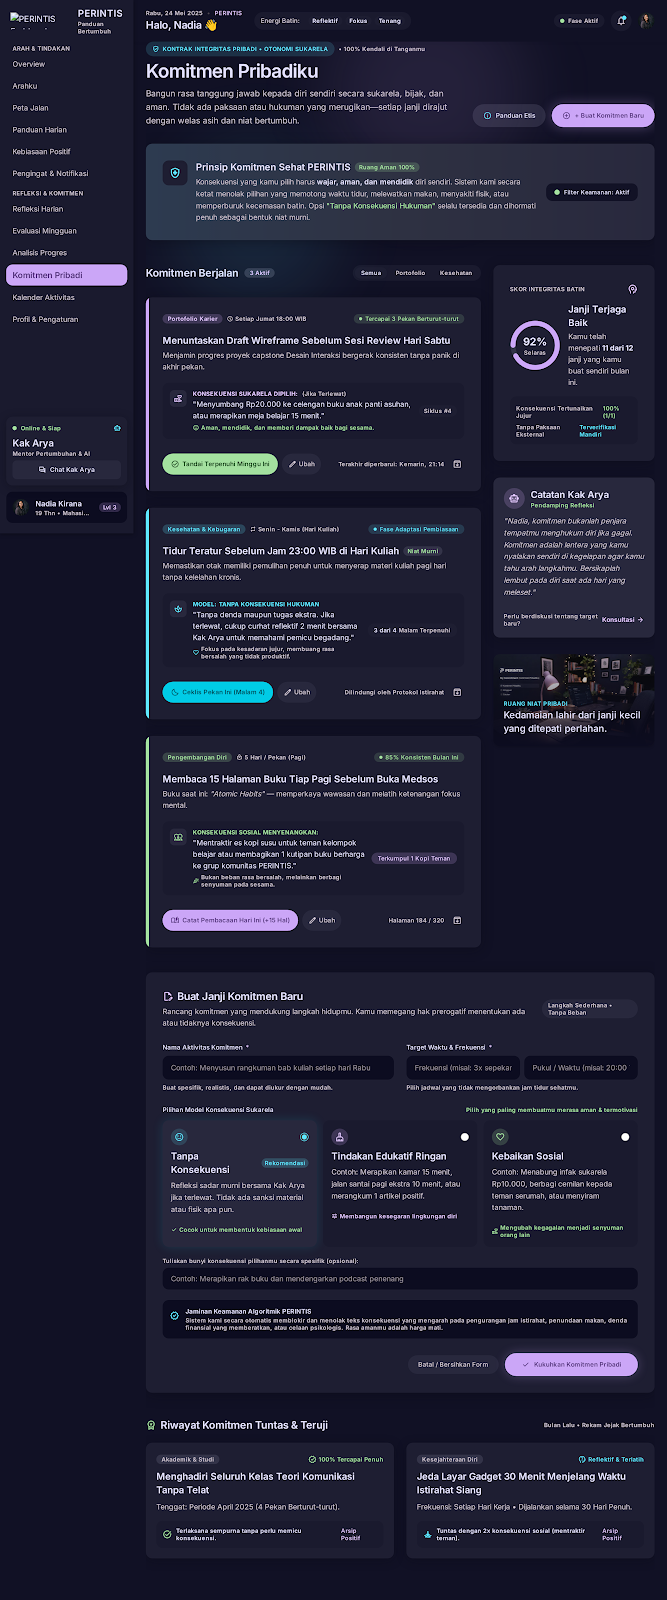 PERINTIS
PERINTIS
Panduan
Bertumbuh
ARAH & TINDAKAN
Overview
Arahku
Peta Jalan
Panduan Harian
Kebiasaan Positif
Pengingat & Notifikasi
REFLEKSI & KOMITMEN
Refleksi Harian
Evaluasi Mingguan
Analisis Progres
Komitmen Pribadi
Kalender Aktivitas
Profil & Pengaturan
Online & Siap
Kak Arya
Mentor Pertumbuhan & AI
Chat Kak Arya
Nadia Kirana
19 Thn • Mahasi...
Lvl 3
Rabu, 24 Mei 2025 • PERINTIS
Halo, Nadia 👋
Energi Batin:
Reflektif
Fokus
Tenang
Fase Aktif
KONTRAK INTEGRITAS PRIBADI • OTONOMI SUKARELA
• 100% Kendali di Tanganmu
Komitmen Pribadiku
Bangun rasa tanggung jawab kepada diri sendiri secara sukarela, bijak, dan
aman. Tidak ada paksaan atau hukuman yang merugikan—setiap janji dirajut
dengan welas asih dan niat bertumbuh.
Panduan Etis
+ Buat Komitmen Baru
Prinsip Komitmen Sehat PERINTIS
Ruang Aman 100%
Konsekuensi yang kamu pilih harus wajar, aman, dan mendidik diri sendiri. Sistem kami secara
ketat menolak pilihan yang memotong waktu tidur, melewatkan makan, menyakiti fisik, atau
memperburuk kecemasan batin. Opsi "Tanpa Konsekuensi Hukuman" selalu tersedia dan dihormati
penuh sebagai bentuk niat murni.
Filter Keamanan: Aktif
Komitmen Berjalan
3 Aktif
Semua
Portofolio
Kesehatan
Portofolio Karier
Setiap Jumat 18:00 WIB
Tercapai 3 Pekan Berturut-turut
Menuntaskan Draft Wireframe Sebelum Sesi Review Hari Sabtu
Menjamin progres proyek capstone Desain Interaksi bergerak konsisten tanpa panik di
akhir pekan.
KONSEKUENSI SUKARELA DIPILIH: (Jika Terlewat)
"Menyumbang Rp20.000 ke celengan buku anak panti asuhan,
atau merapikan meja belajar 15 menit."
Aman, mendidik, dan memberi dampak baik bagi sesama.
Siklus #4
Tandai Terpenuhi Minggu Ini
Ubah
Terakhir diperbarui: Kemarin, 21:14
Kesehatan & Kebugaran
Senin - Kamis (Hari Kuliah)
Fase Adaptasi Pembiasaan
Tidur Teratur Sebelum Jam 23:00 WIB di Hari Kuliah
Niat Murni
Memastikan otak memiliki pemulihan penuh untuk menyerap materi kuliah pagi hari
tanpa kelelahan kronis.
MODEL: TANPA KONSEKUENSI HUKUMAN
"Tanpa denda maupun tugas ekstra. Jika
terlewat, cukup curhat reflektif 2 menit bersama
Kak Arya untuk memahami pemicu begadang."
Fokus pada kesadaran jujur, membuang rasa
bersalah yang tidak produktif.
3 dari 4 Malam Terpenuhi
Ceklis Pekan Ini (Malam 4)
Ubah
Dilindungi oleh Protokol Istirahat
Pengembangan Diri
5 Hari / Pekan (Pagi)
85% Konsisten Bulan Ini
Membaca 15 Halaman Buku Tiap Pagi Sebelum Buka Medsos
Buku saat ini: "Atomic Habits" — memperkaya wawasan dan melatih ketenangan fokus
mental.
KONSEKUENSI SOSIAL MENYENANGKAN:
"Mentraktir es kopi susu untuk teman kelompok
belajar atau membagikan 1 kutipan buku berharga
ke grup komunitas PERINTIS."
Bukan beban rasa bersalah, melainkan berbagi
senyuman pada sesama.
Terkumpul 1 Kopi Teman
Catat Pembacaan Hari Ini (+15 Hal)
Ubah
Halaman 184 / 320
SKOR INTEGRITAS BATIN
92%
Selaras
Janji Terjaga
Baik
Kamu telah
menepati 11 dari 12
janji yang kamu
buat sendiri bulan
ini.
Konsekuensi Tertunaikan
Jujur
100%
(1/1)
Tanpa Paksaan
Eksternal
Terverifikasi
Mandiri
Catatan Kak Arya
Pendamping Refleksi
"Nadia, komitmen bukanlah penjara
tempatmu menghukum diri jika gagal.
Komitmen adalah lentera yang kamu
nyalakan sendiri di kegelapan agar kamu
tahu arah langkahmu. Bersikaplah
lembut pada diri saat ada hari yang
meleset."
Perlu berdiskusi tentang target
baru?
Konsultasi →
PERINTIS
RUANG NIAT PRIBADI
Kedamaian lahir dari janji kecil
yang ditepati perlahan.
Buat Janji Komitmen Baru
Rancang komitmen yang mendukung langkah hidupmu. Kamu memegang hak prerogatif menentukan ada
atau tidaknya konsekuensi.
Langkah Sederhana •
Tanpa Beban
Nama Aktivitas Komitmen *
Contoh: Menyusun rangkuman bab kuliah setiap hari Rabu
Buat spesifik, realistis, dan dapat diukur dengan mudah.
Target Waktu & Frekuensi *
Frekuensi (misal: 3x sepekan
Pukul / Waktu (misal: 20:00
Pilih jadwal yang tidak mengorbankan jam tidur sehatmu.
Pilihan Model Konsekuensi Sukarela
Pilih yang paling membuatmu merasa aman & termotivasi
Tanpa
Konsekuensi
Rekomendasi
Refleksi sadar murni bersama Kak Arya
jika terlewat. Tidak ada sanksi material
atau fisik apa pun.
Cocok untuk membentuk kebiasaan awal
Tindakan Edukatif Ringan
Contoh: Merapikan kamar 15 menit,
jalan santai pagi ekstra 10 menit, atau
merangkum 1 artikel positif.
Membangun kesegaran lingkungan diri
Kebaikan Sosial
Contoh: Menabung infak sukarela
Rp10.000, berbagi cemilan kepada
teman serumah, atau menyiram
tanaman.
Mengubah kegagalan menjadi senyuman
orang lain
Tuliskan bunyi konsekuensi pilihanmu secara spesifik (opsional):
Contoh: Merapikan rak buku dan mendengarkan podcast penenang
Jaminan Keamanan Algoritmik PERINTIS
Sistem kami secara otomatis memblokir dan menolak teks konsekuensi yang mengarah pada pengurangan jam istirahat, penundaan makan, denda
finansial yang memberatkan, atau celaan psikologis. Rasa amanmu adalah harga mati.
Batal / Bersihkan Form
Kukuhkan Komitmen Pribadi
Riwayat Komitmen Tuntas & Teruji
Bulan Lalu • Rekam Jejak Bertumbuh
Akademik & Studi
100% Tercapai Penuh
Menghadiri Seluruh Kelas Teori Komunikasi
Tanpa Telat
Tenggat: Periode April 2025 (4 Pekan Berturut-turut).
Terlaksana sempurna tanpa perlu memicu
konsekuensi.
Arsip
Positif
Kesejahteraan Diri
Reflektif & Terlatih
Jeda Layar Gadget 30 Menit Menjelang Waktu
Istirahat Siang
Frekuensi: Setiap Hari Kerja • Dijalankan selama 30 Hari Penuh.
Tuntas dengan 2x konsekuensi sosial (mentraktir
teman).
Arsip
Positif